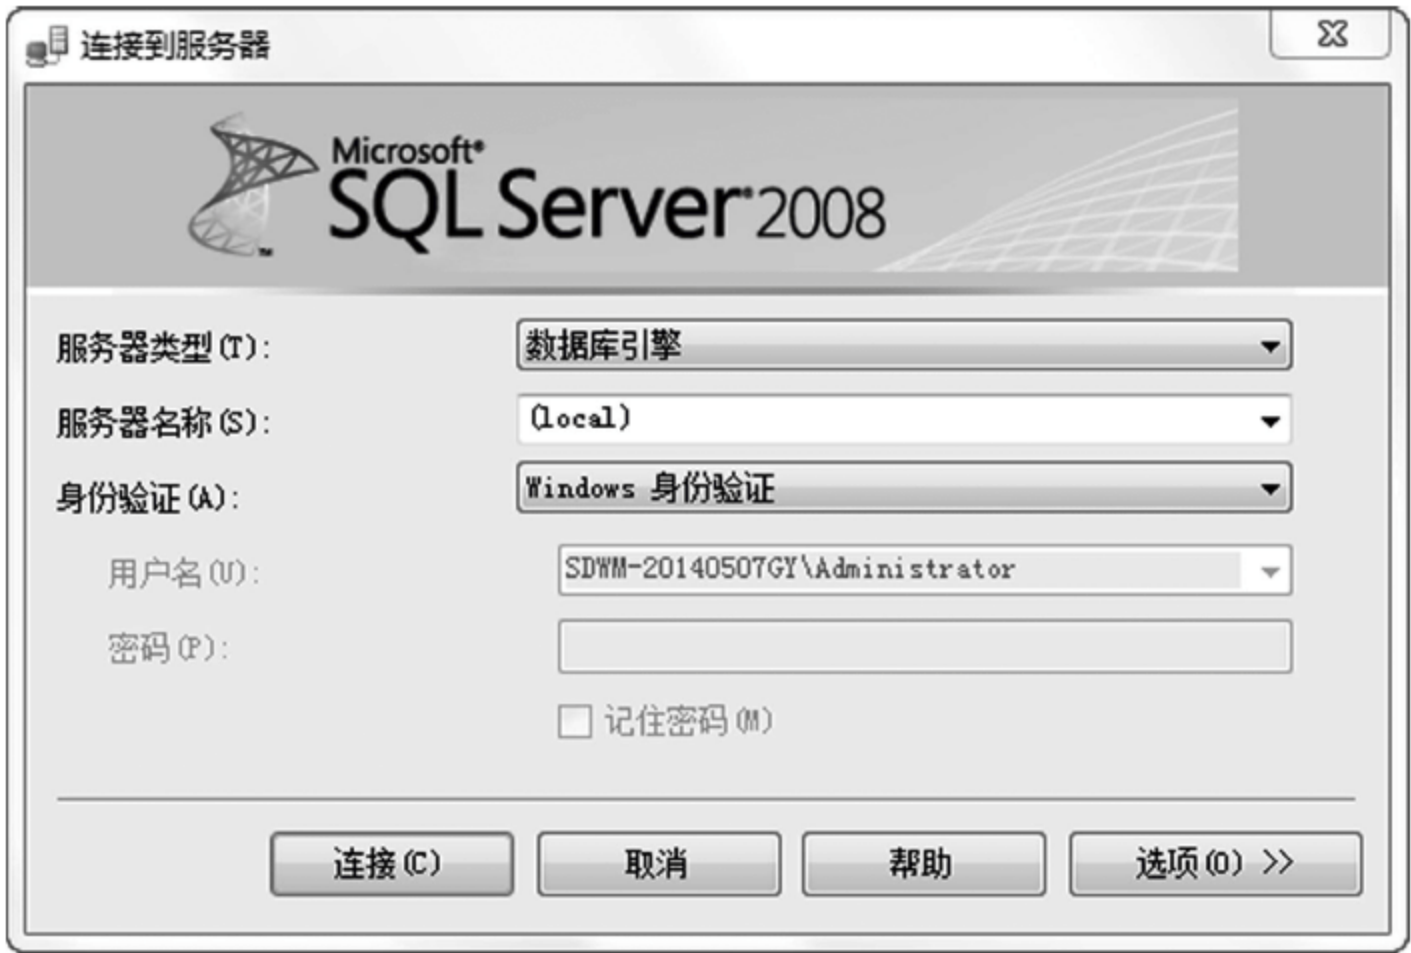 连接到服务器
Microsoft®
SQL Server® 2008
™
服务器类型(T):
数据库引擎
服务器名称(S):
(local)
身份验证(A):
Windows 身份验证
用户名(U):
SDWM-20140507GY\Administrator
密码(P):
记住密码(M)
连接(C)
取消
帮助
选项(O) >>